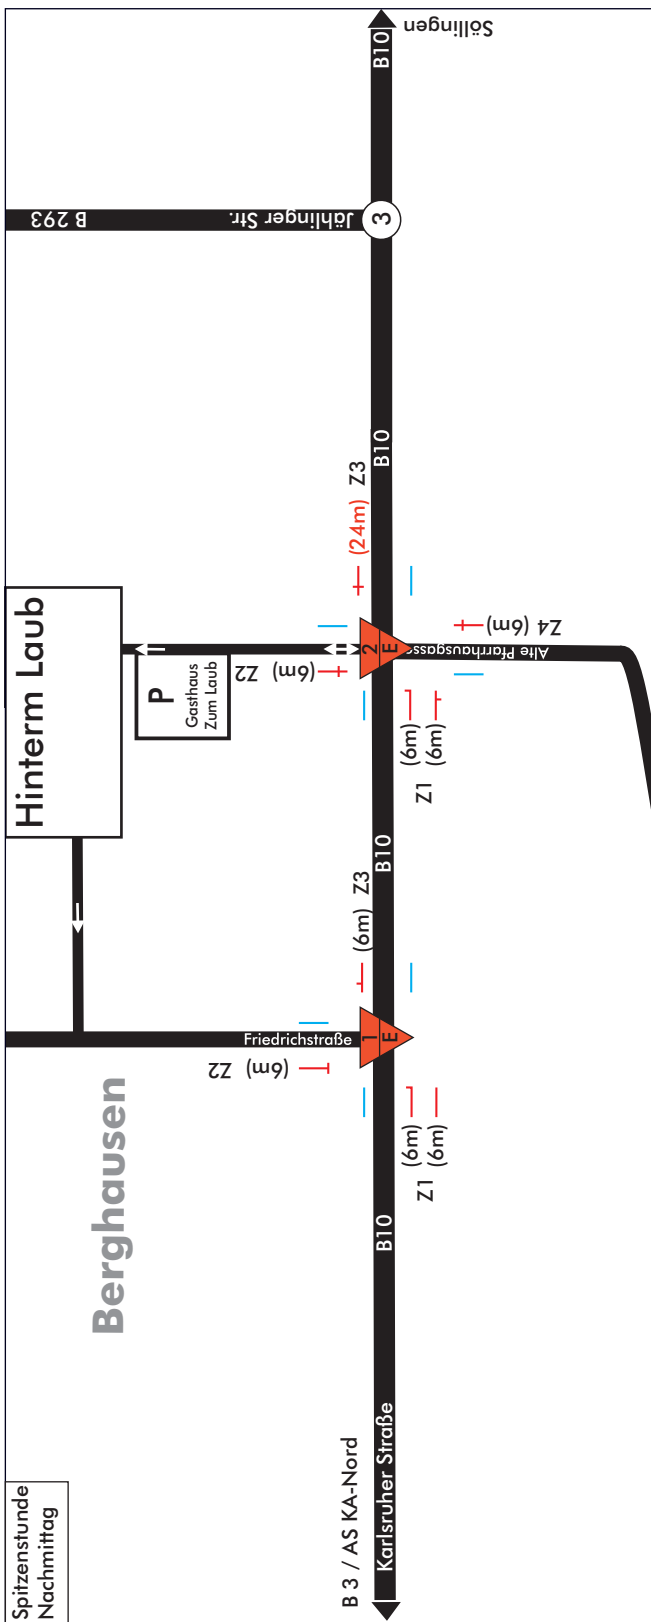 Spitzenstunde
Nachmittag
Berghausen
Hinterm Laub
P
Gasthaus
Zum Laub
B 293
Jählinger Str.
3
B10
Söllingen
B10
Z3
(24m)
2
E
Z2 (6m)
Z4 (6m)
Alte Pfarrhausgass
(6m)
(6m)
Z1
B10
Z3
(6m)
Friedrichstraße
1
E
Z2 (6m)
(6m)
(6m)
Z1
B10
B 3 / AS KA-Nord
Karlsruher Straße